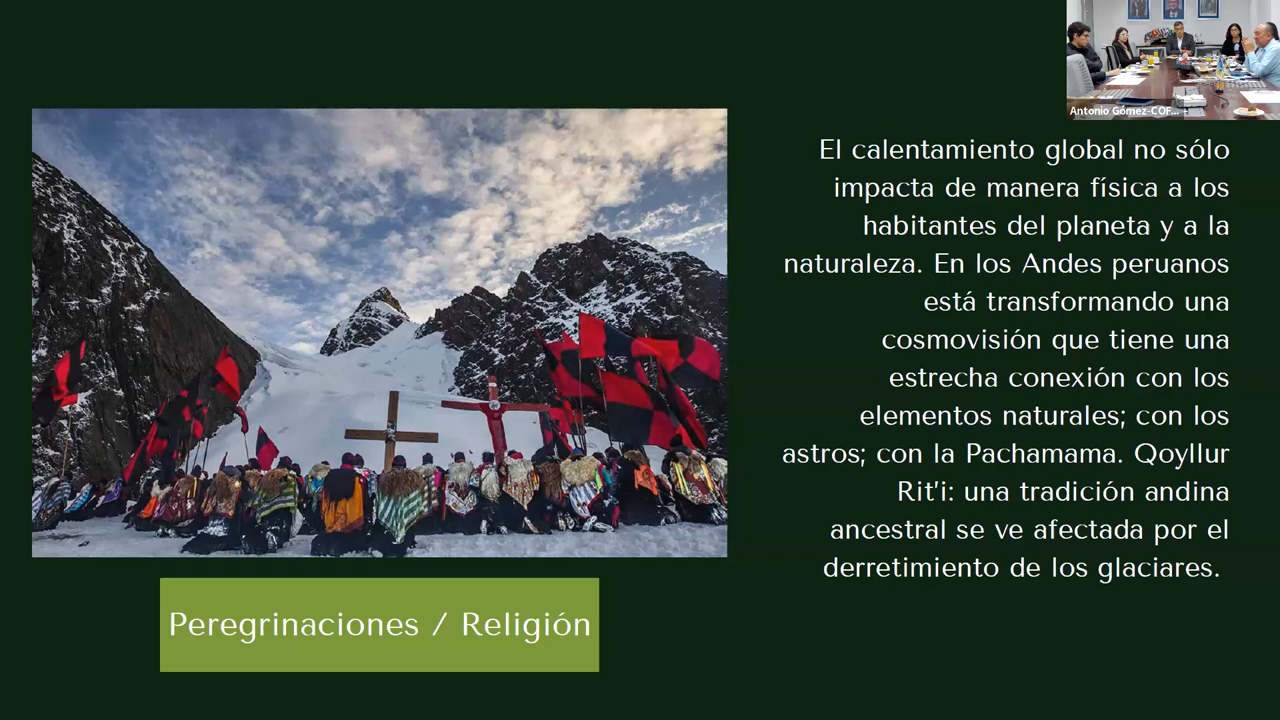 Antonio Gómez-COF...
El calentamiento global no sólo
impacta de manera física a los
habitantes del planeta y a la
naturaleza. En los Andes peruanos
está transformando una
cosmovisión que tiene una
estrecha conexión con los
elementos naturales; con los
astros; con la Pachamama. Qoyllur
Rit'i: una tradición andina
ancestral se ve afectada por el
derretimiento de los glaciares.
Peregrinaciones / Religión